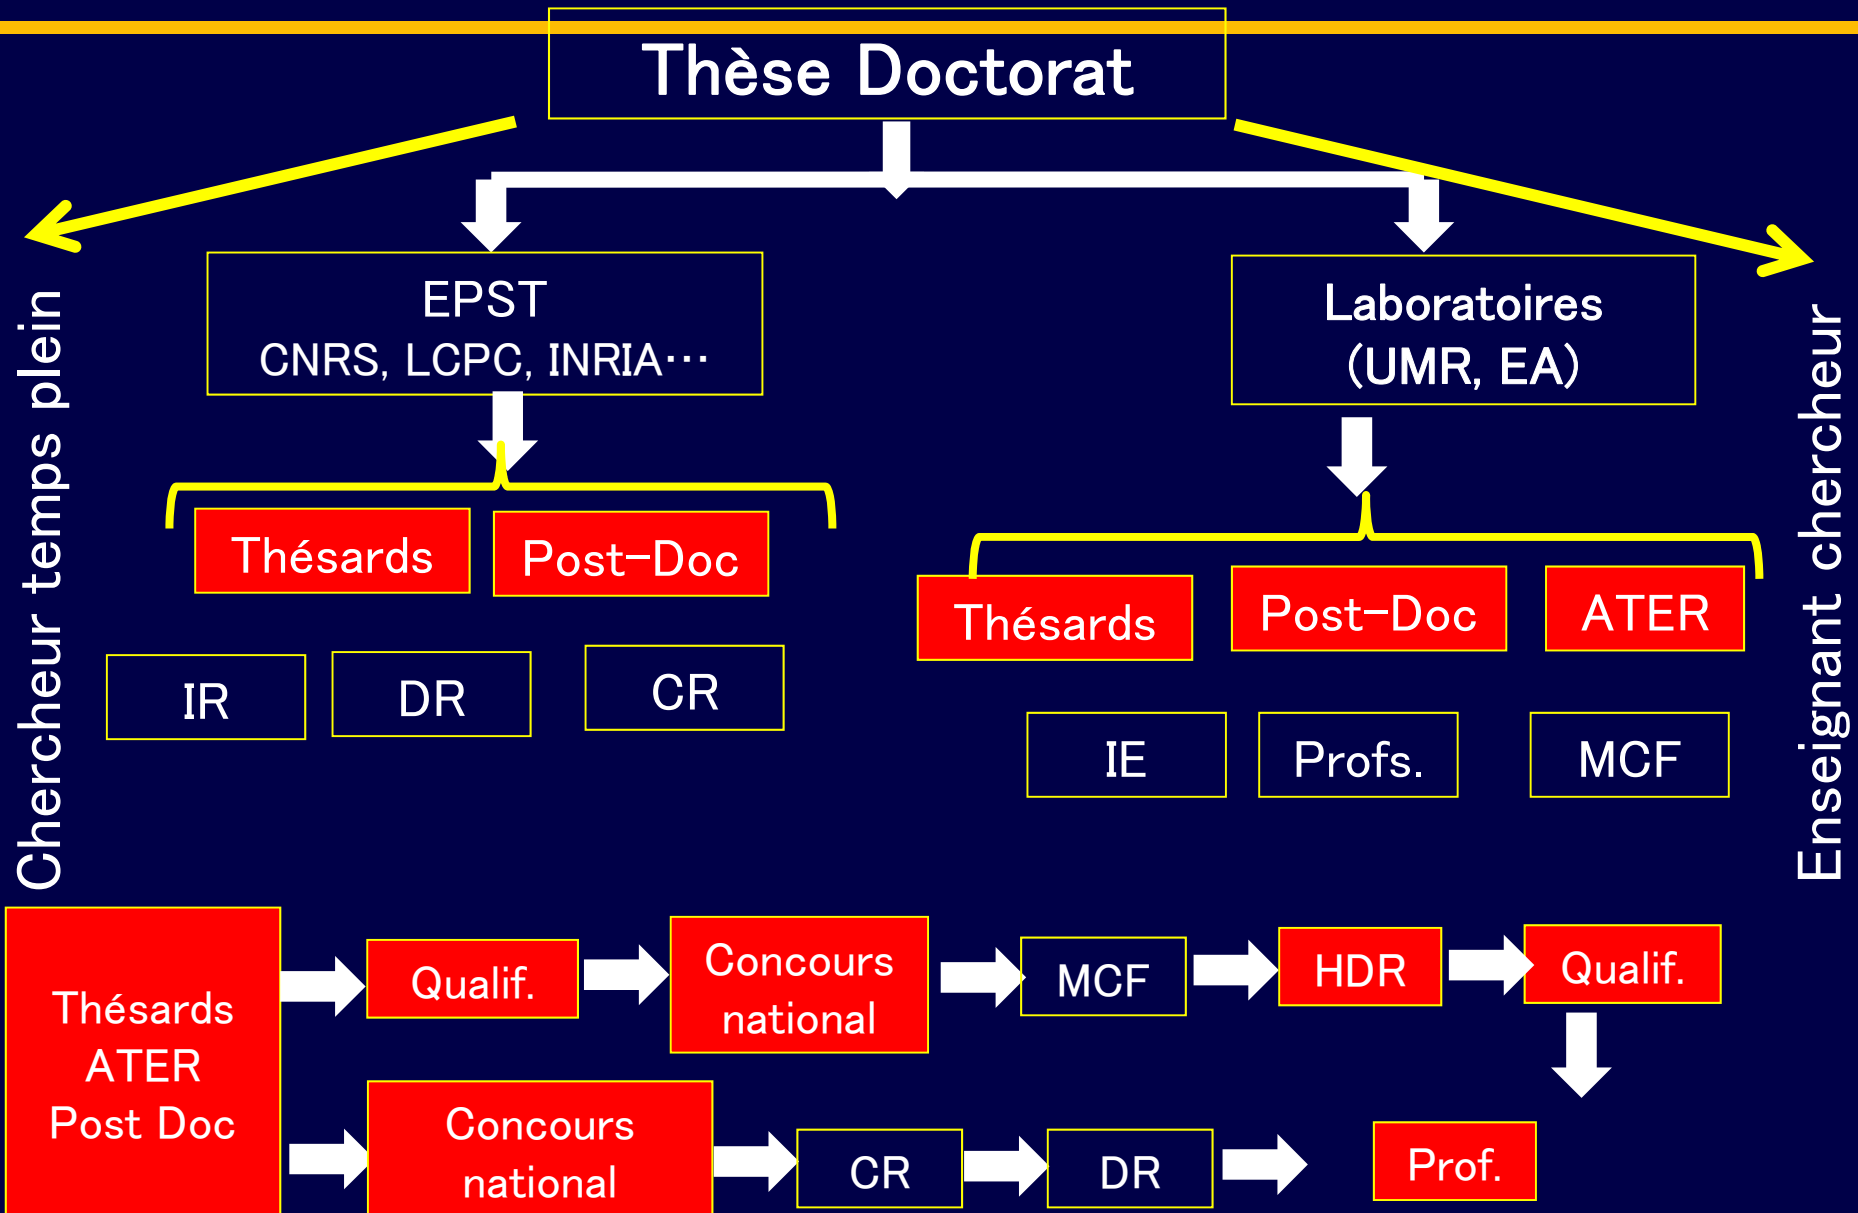 Thèse Doctorat
EPST
CNRS, LCPC, INRIA…
Laboratoires
(UMR, EA)
Chercheur temps plein
Enseignant chercheur
Thésards
Post-Doc
Thésards
Post-Doc
ATER
IR
DR
CR
IE
Profs.
MCF
Thésards
ATER
Post Doc
Qualif.
Concours
national
MCF
HDR
Qualif.
Concours
national
CR
DR
Prof.